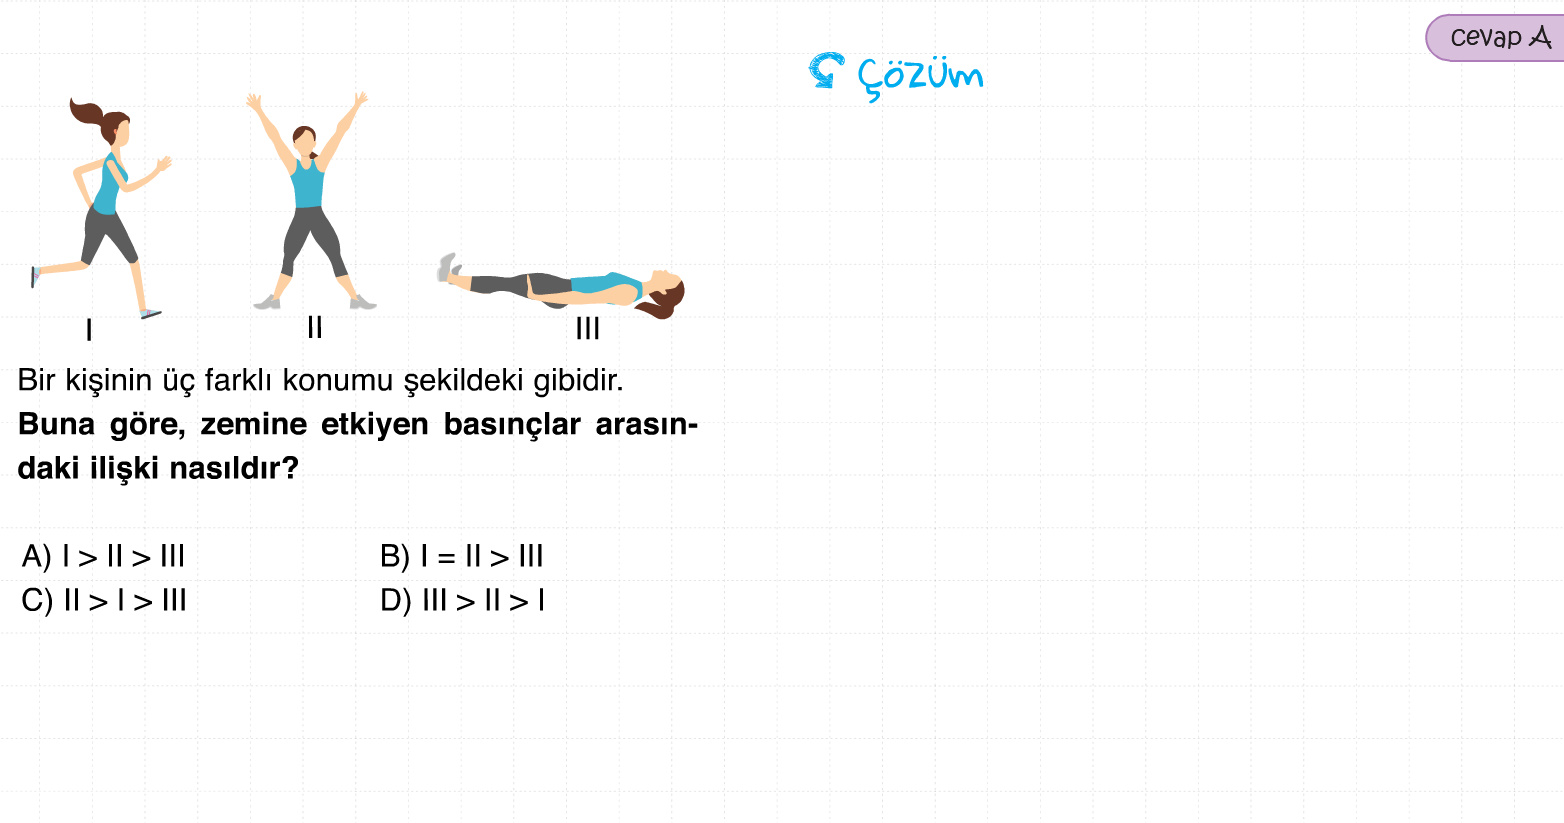 Cevap A
Çözüm
I
II
III
Bir kişinin üç farklı konumu şekildeki gibidir.
Buna göre, zemine etkiyen basınçlar arasın-
daki ilişki nasıldır?
A) I > II > III
B) I = II > III
C) II > I > III
D) III > II > I